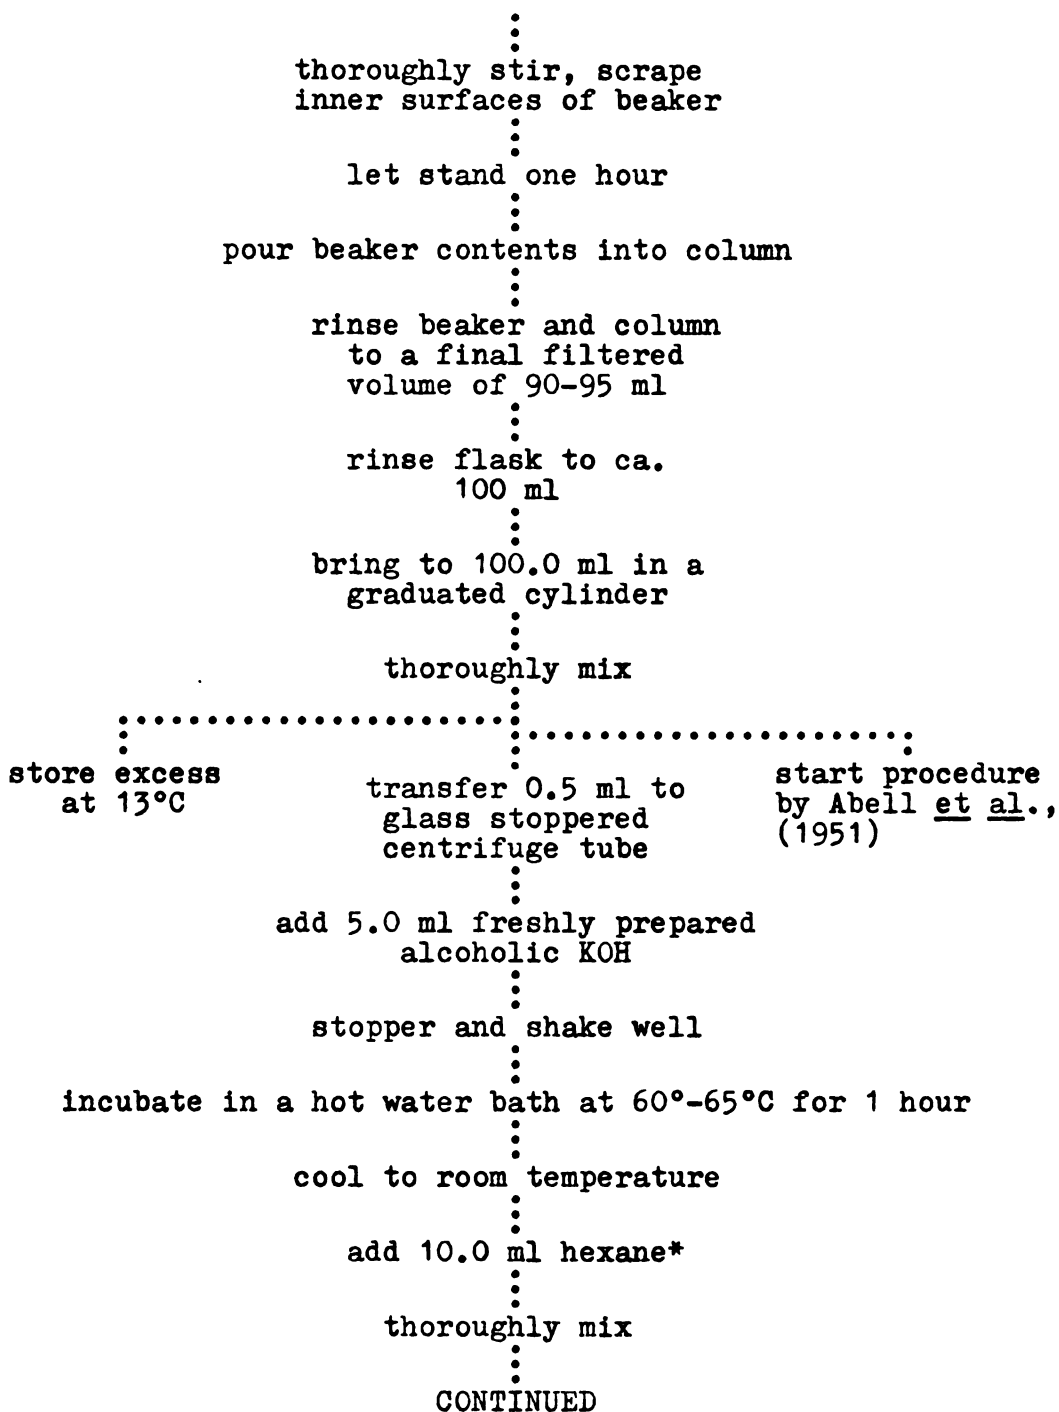 thoroughly stir, scrape
inner surfaces of beaker
let stand one hour
pour beaker contents into column
rinse beaker and column
to a final filtered
volume of 90-95 ml
rinse flask to ca.
100 ml
bring to 100.0 ml in a
graduated cylinder
thoroughly mix
store excess
at 13°C
transfer 0.5 ml to
glass stoppered
centrifuge tube
start procedure
by Abell et al.,
(1951)
add 5.0 ml freshly prepared
alcoholic KOH
stopper and shake well
incubate in a hot water bath at 60°-65°C for 1 hour
cool to room temperature
add 10.0 ml hexane*
thoroughly mix
CONTINUED